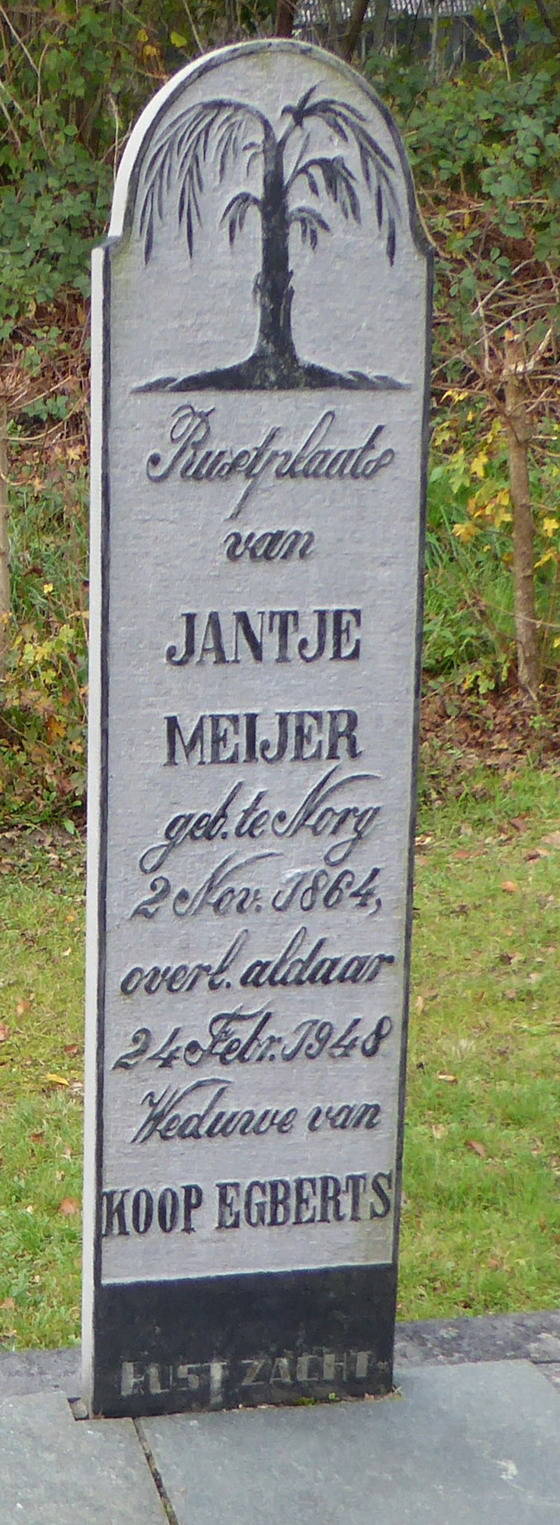 Rustplaats
van
JANTJE
MEIJER
geb. te Norg
2 Nov. 1864,
overl. aldaar
24 Febr. 1948
Weduwe van
KOOP EGBERTS
RUST ZACHT.